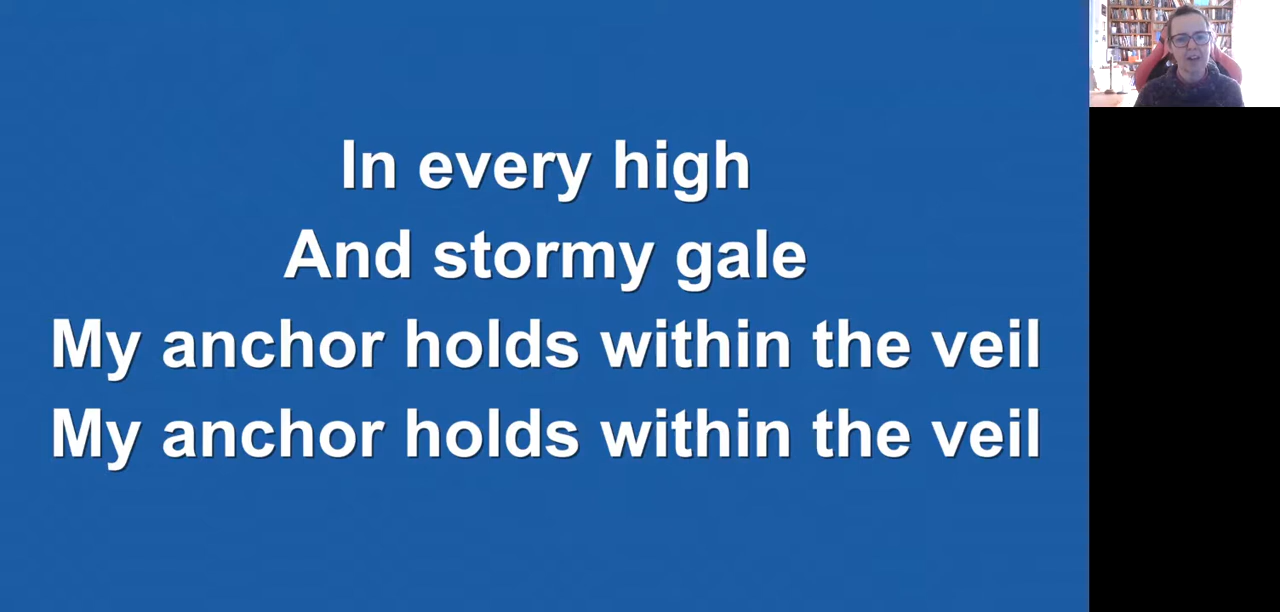 In every high
And stormy gale
My anchor holds within the veil
My anchor holds within the veil